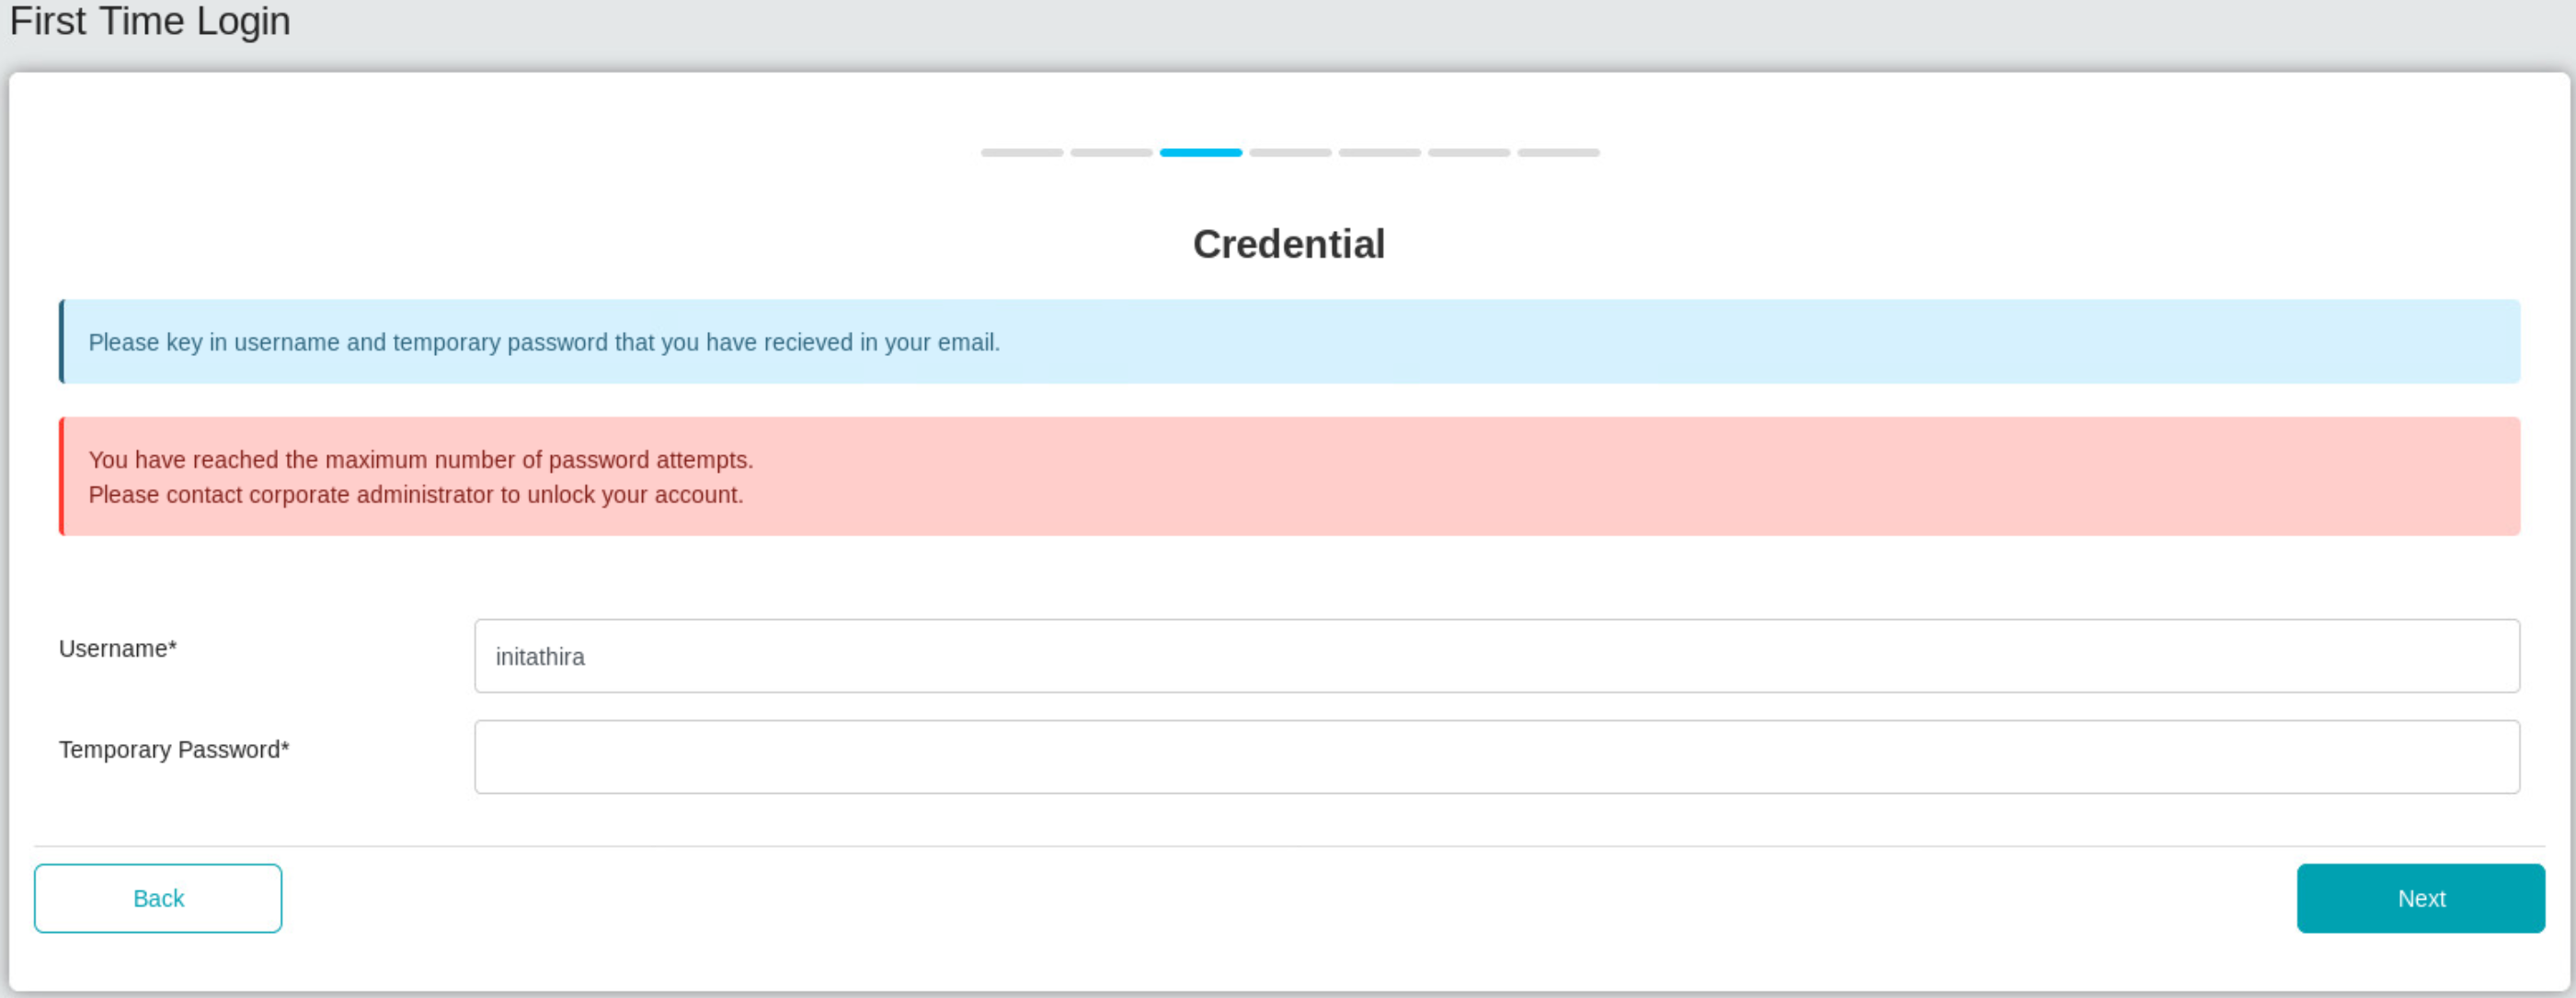 First Time Login
Credential
Please key in username and temporary password that you have recieved in your email.
You have reached the maximum number of password attempts.
Please contact corporate administrator to unlock your account.
Username*
initathira
Temporary Password*
Back
Next